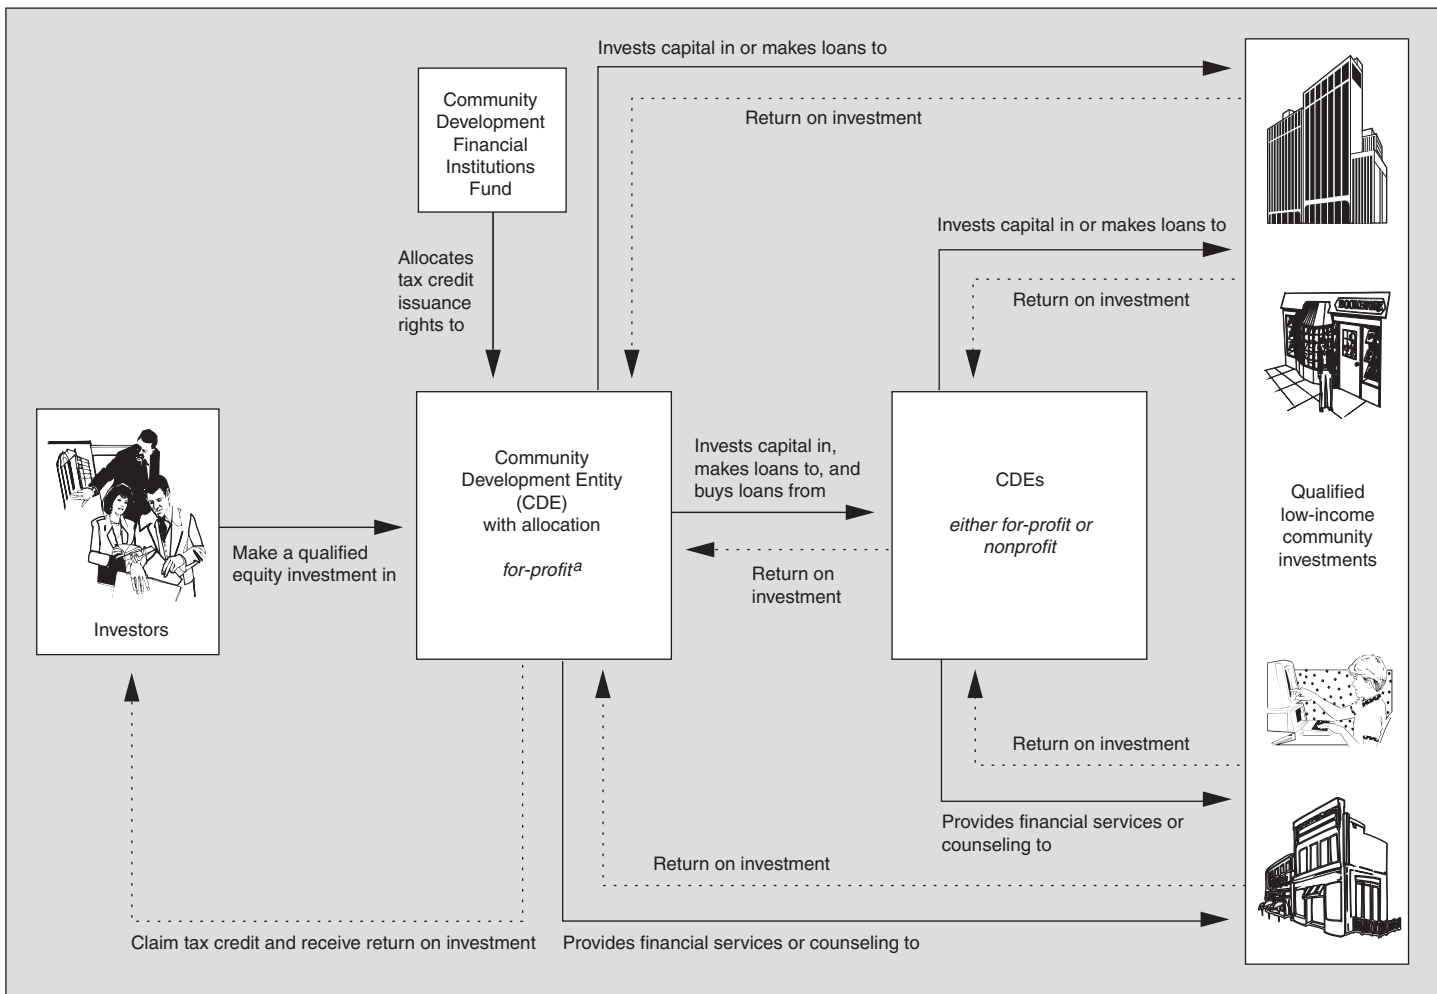 Invests capital in or makes loans to
Community
Development
Financial
Institutions
Fund
Return on investment
Invests capital in or makes loans to
Allocates
tax credit
issuance
rights to
Return on investment
BOOKSTORE
Investors
Make a qualified
equity investment in
Community
Development Entity
(CDE)
with allocation
for-profitª
Invests capital in,
makes loans to, and
buys loans from
Return on
investment
CDEs
either for-profit or
nonprofit
Qualified
low-income
community
investments
Return on investment
Provides financial services or
counseling to
Return on investment
Claim tax credit and receive return on investment
Provides financial services or counseling to